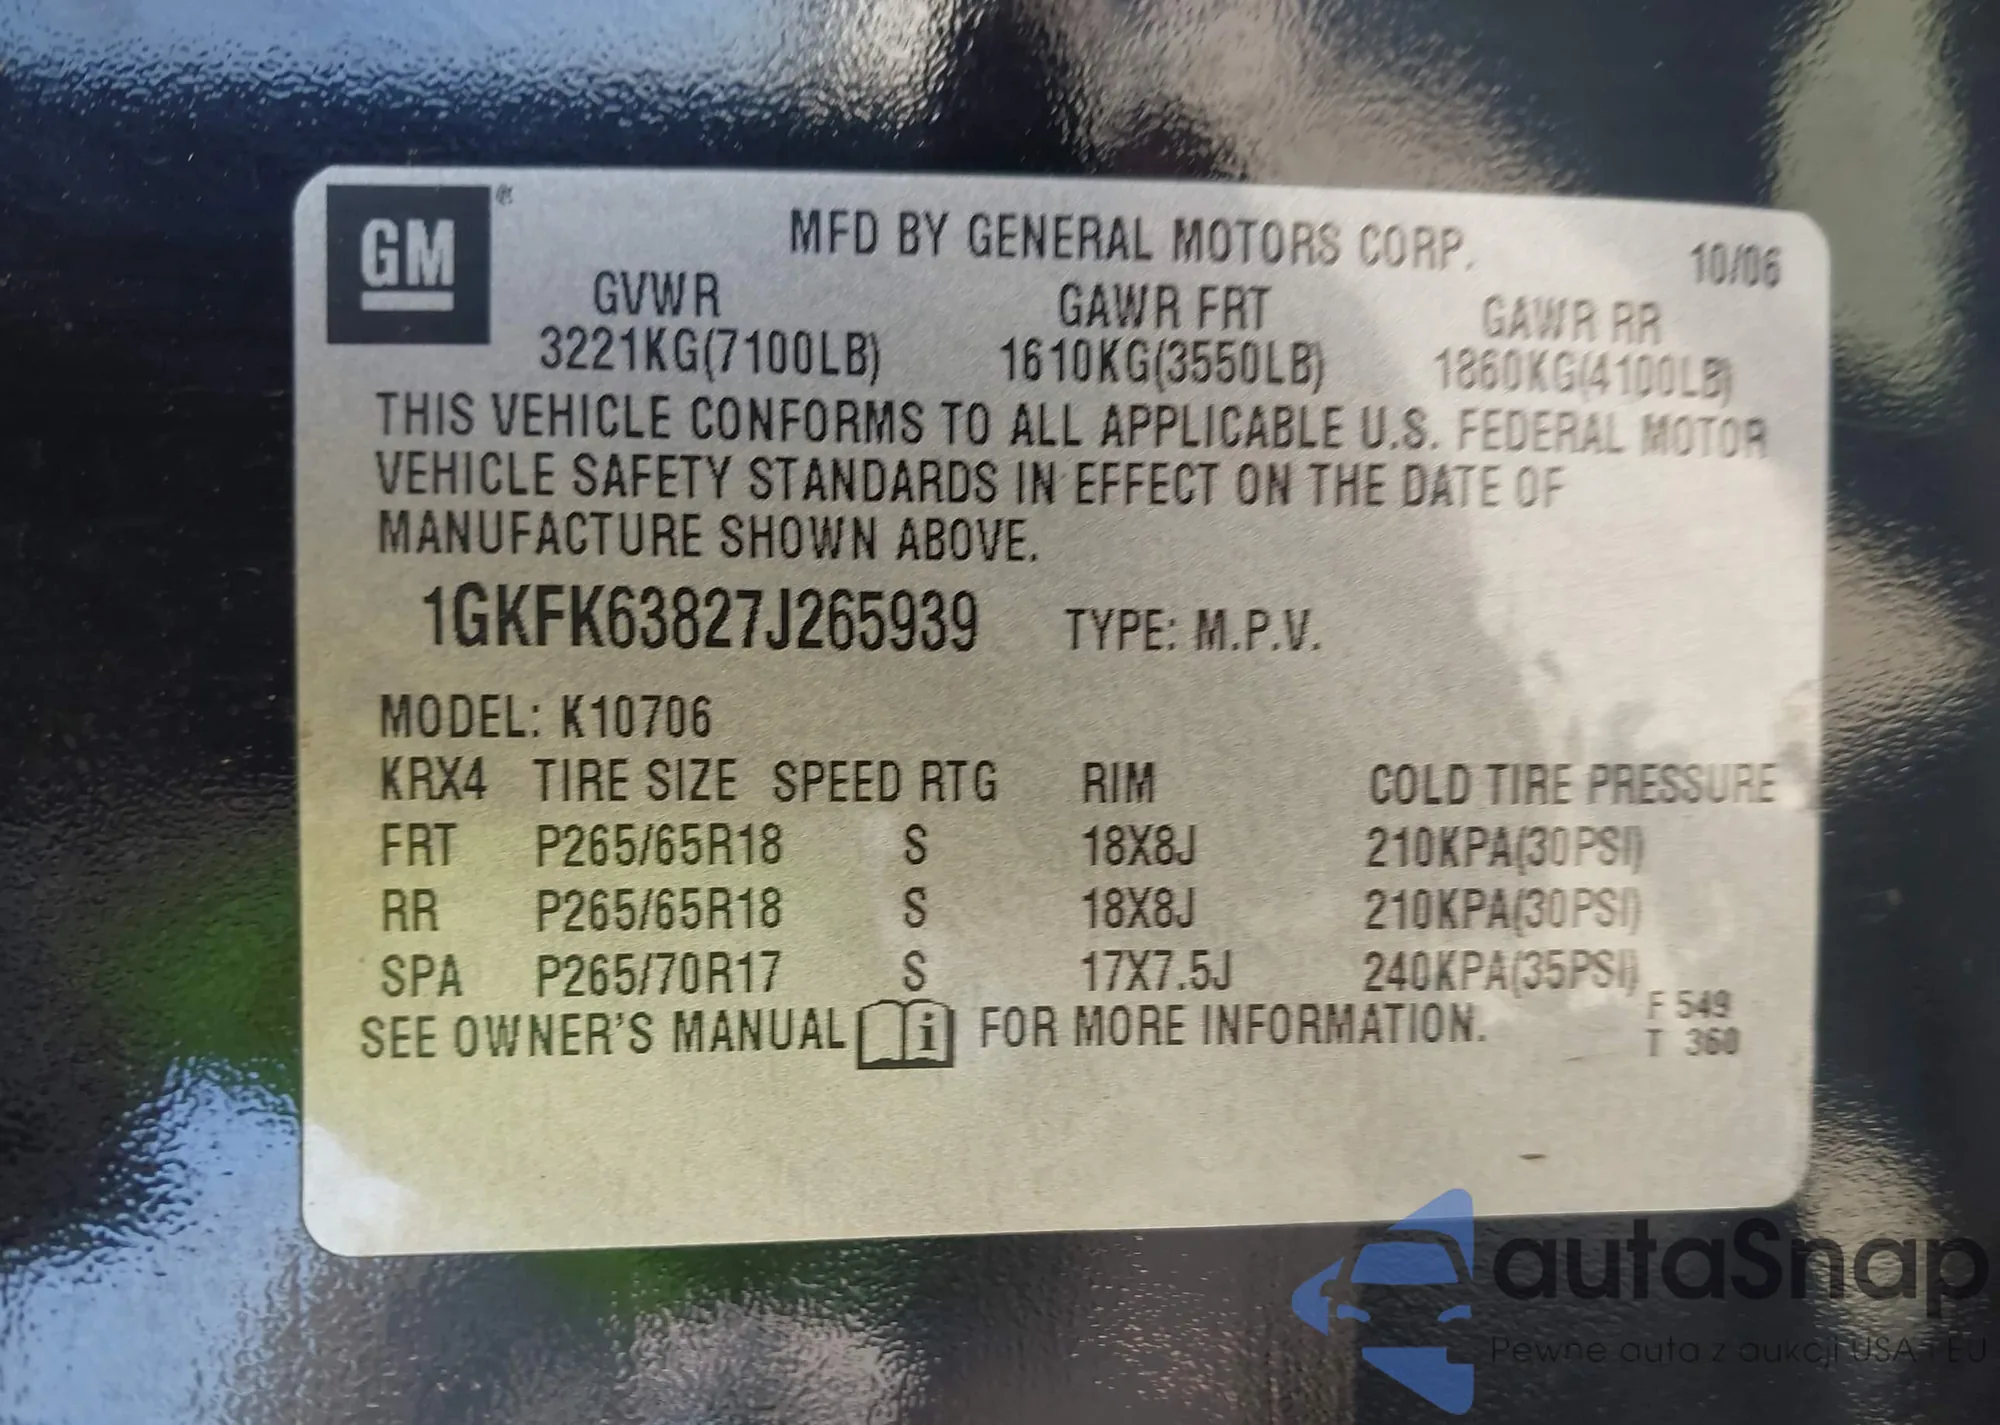 GM ®
MFD BY GENERAL MOTORS CORP. 10/06
GVWR GAWR FRT GAWR RR
3221KG(7100LB) 1610KG(3550LB) 1860KG(4100LB)
THIS VEHICLE CONFORMS TO ALL APPLICABLE U.S. FEDERAL MOTOR
VEHICLE SAFETY STANDARDS IN EFFECT ON THE DATE OF
MANUFACTURE SHOWN ABOVE.
1GKFK63827J265939 TYPE: M.P.V.
MODEL: K10706
KRX4 TIRE SIZE SPEED RTG RIM COLD TIRE PRESSURE
FRT P265/65R18 S 18X8J 210KPA(30PSI)
RR P265/65R18 S 18X8J 210KPA(30PSI)
SPA P265/70R17 S 17X7.5J 240KPA(35PSI)
SEE OWNER'S MANUAL i FOR MORE INFORMATION.
F 549
T 360
autaSnap
Pewne auta z aukcji USA i EU